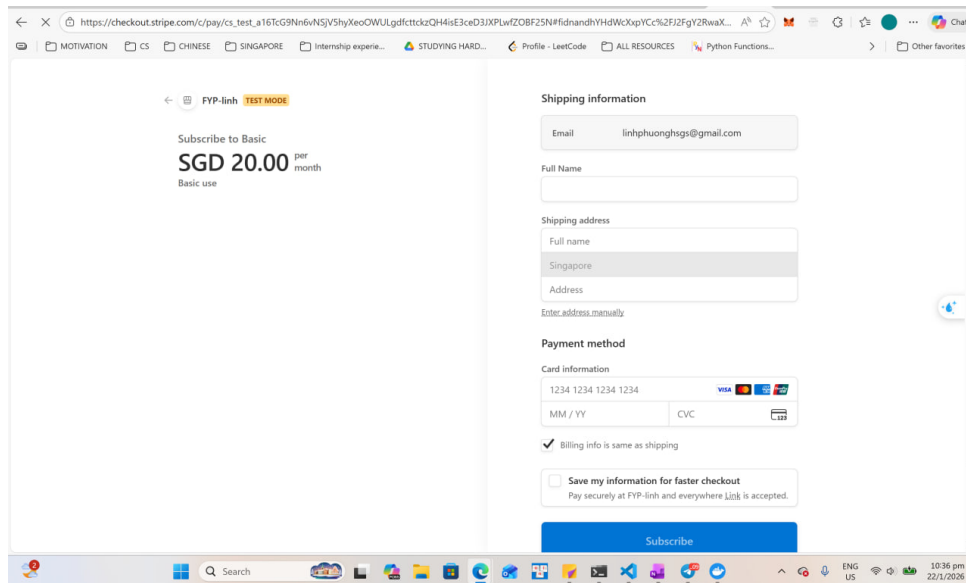 https://checkout.stripe.com/c/pay/cs_test_a16TcG9Nn6vNSjV5hyXeoOWULgdfcttckzQH4isE3ceD3JXPLwfZOBF25N#fidnandhYHdWcXxpYCc%2FJ2FgY2RwaX...
Chat
MOTIVATION CS CHINESE SINGAPORE Internship experie... STUDYING HARD... Profile - LeetCode ALL RESOURCES Python Functions... Other favorites
FYP-linh TEST MODE
Subscribe to Basic
SGD 20.00 per month
Basic use
Shipping information
Email linhphuonghsgs@gmail.com
Full Name
Shipping address
Full name
Singapore
Address
Enter address manually
Payment method
Card information
1234 1234 1234 1234 VISA
MM / YY CVC
Billing info is same as shipping
Save my information for faster checkout
Pay securely at FYP-linh and everywhere Link is accepted.
Subscribe
2 Search ENG 10:36 pm
US 22/1/2026